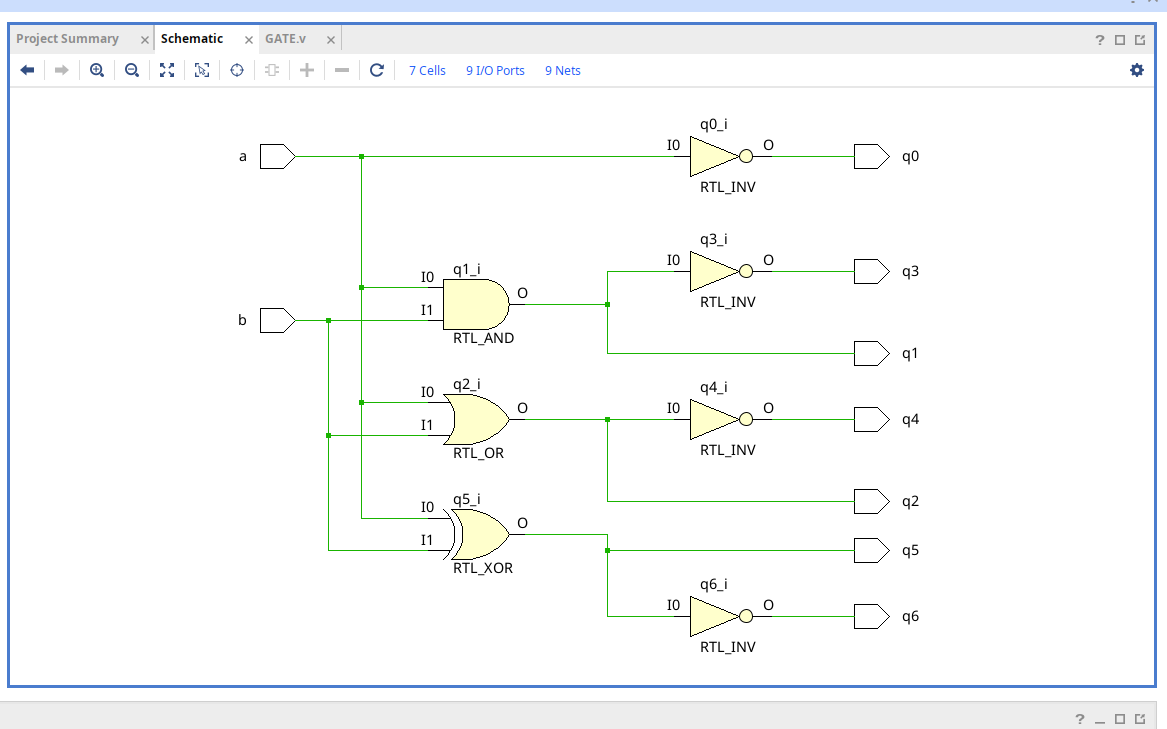 Project Summary × Schematic × GATE.v ×
?
7 Cells 9 I/O Ports 9 Nets
q0_i
a I0 O q0
RTL_INV
q3_i
I0 O q3
RTL_INV
q1_i
I0 O
b I1 q1
RTL_AND
q2_i
I0 O
I1
RTL_OR
q4_i
I0 O q4
RTL_INV
q2
q5_i
I0 O
I1 q5
RTL_XOR
q6_i
I0 O q6
RTL_INV
?